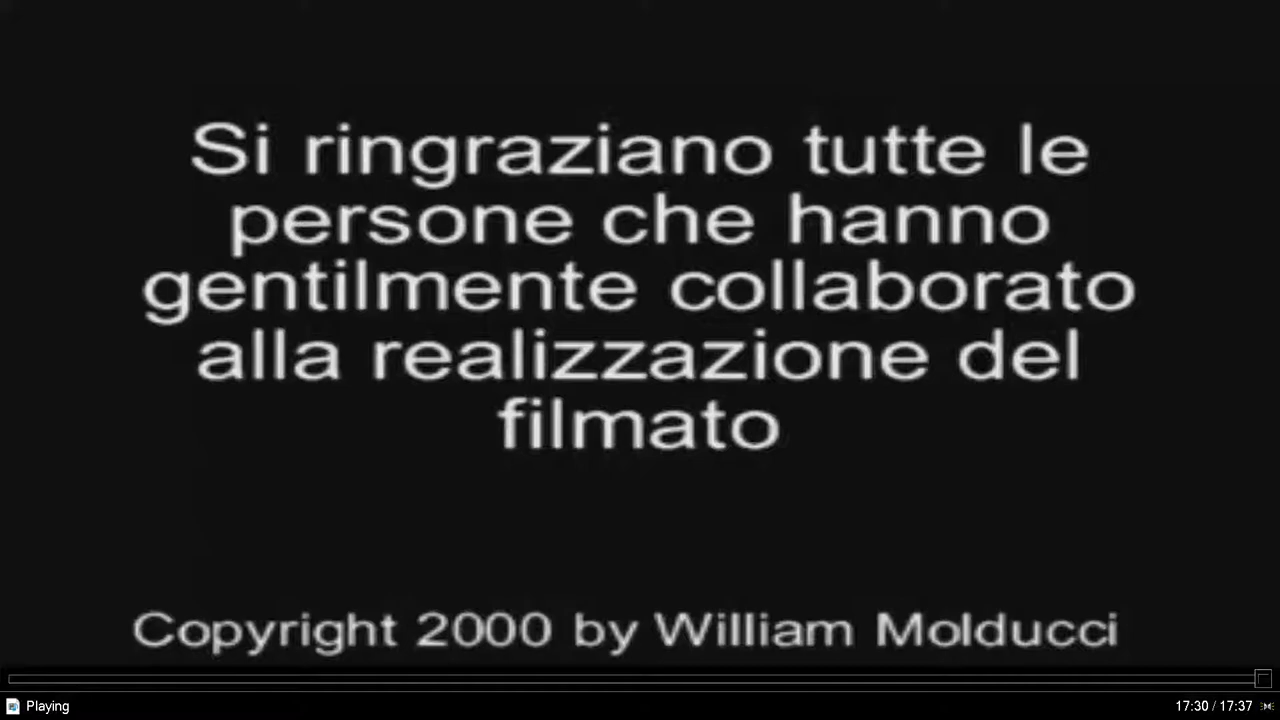 Si ringraziano tutte le
persone che hanno
gentilmente collaborato
alla realizzazione del
filmato
Copyright 2000 by William Molducci
Playing
17:30 / 17:37